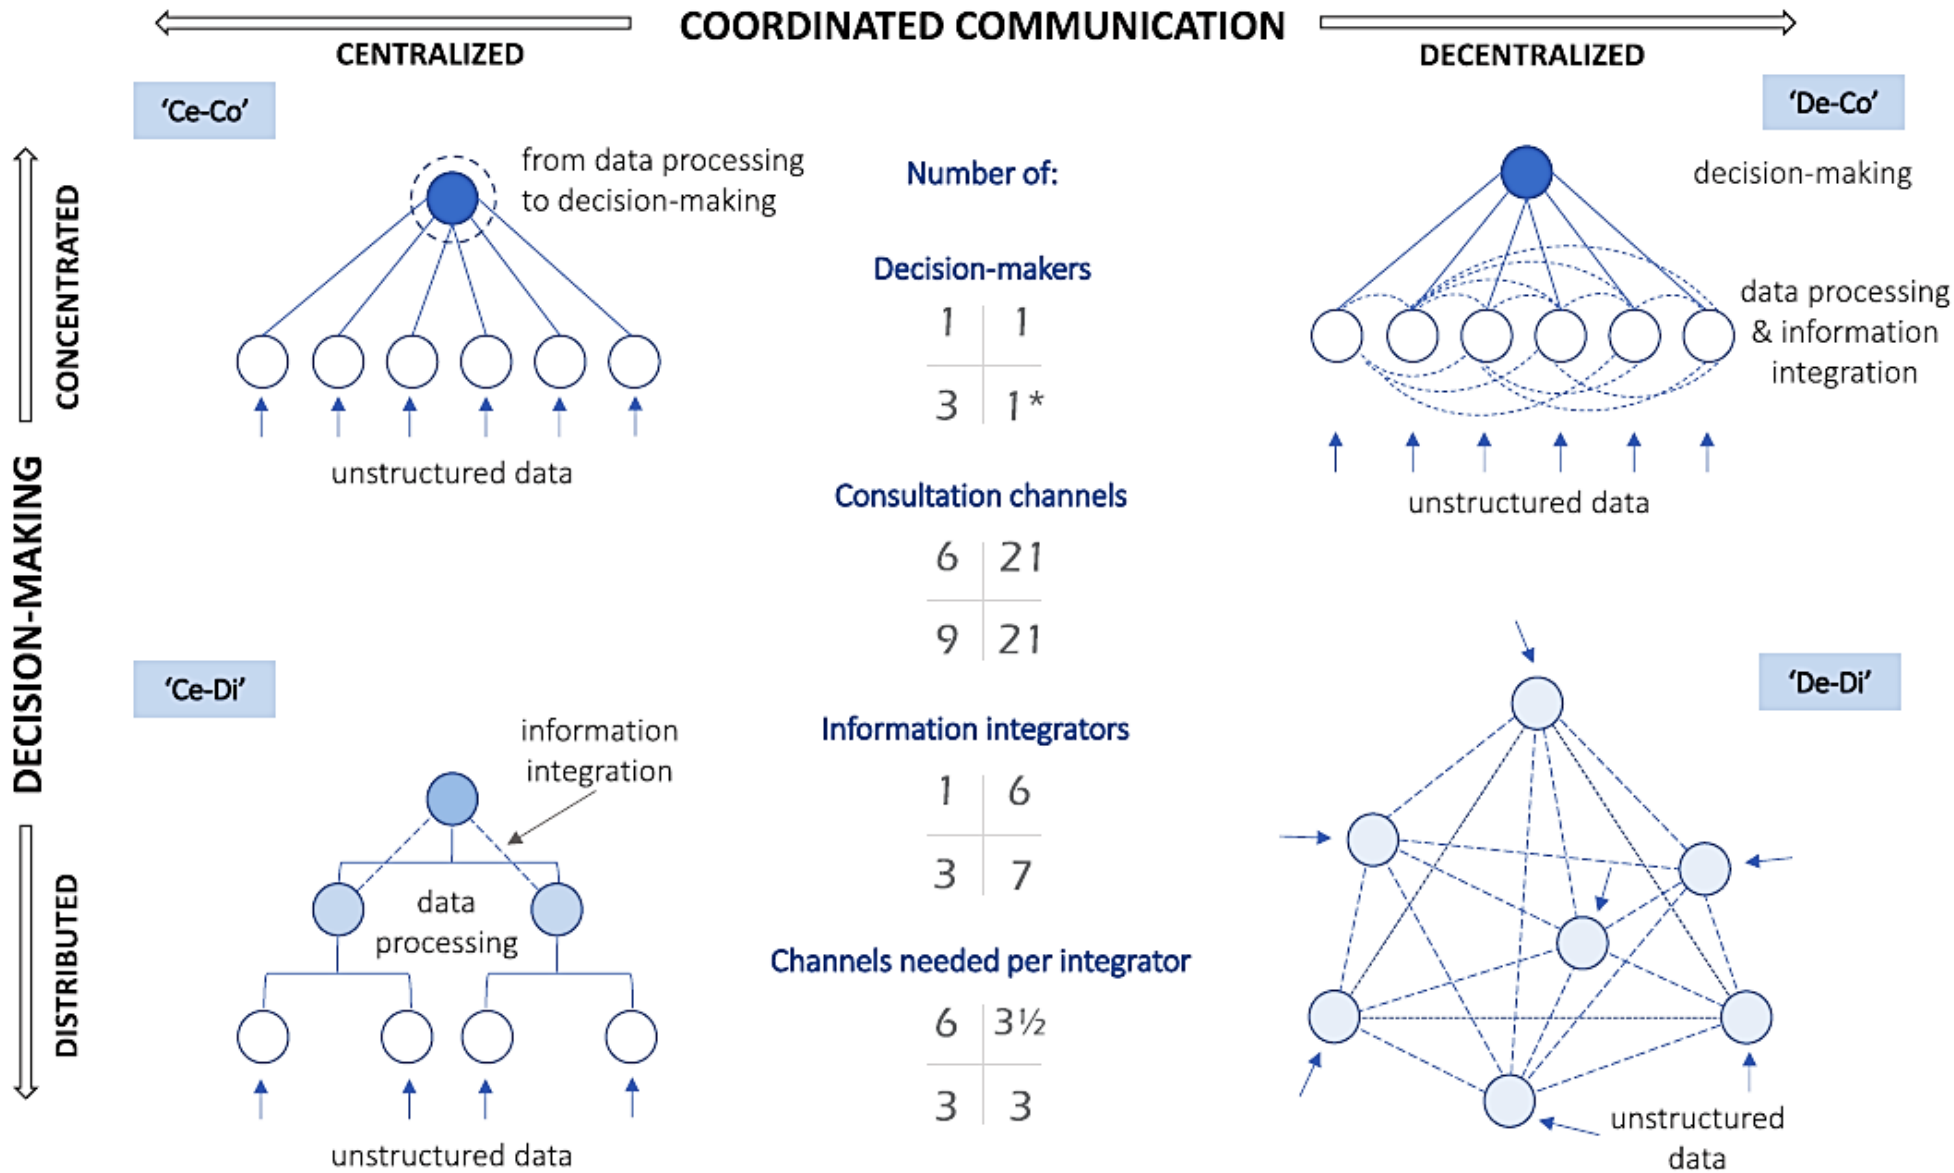 COORDINATED COMMUNICATION
CENTRALIZED
DECENTRALIZED
‘Ce-Co’
‘De-Co’
from data processing
to decision-making
Number of:
decision-making
CONCENTRATED
Decision-makers
1 1
3 1*
data processing
& information
integration
unstructured data
Consultation channels
unstructured data
6 21
9 21
DECISION-MAKING
‘Ce-Di’
‘De-Di’
information
integration
Information integrators
1 6
3 7
data
processing
DISTRIBUTED
Channels needed per integrator
6 3½
3 3
unstructured data
unstructured
data